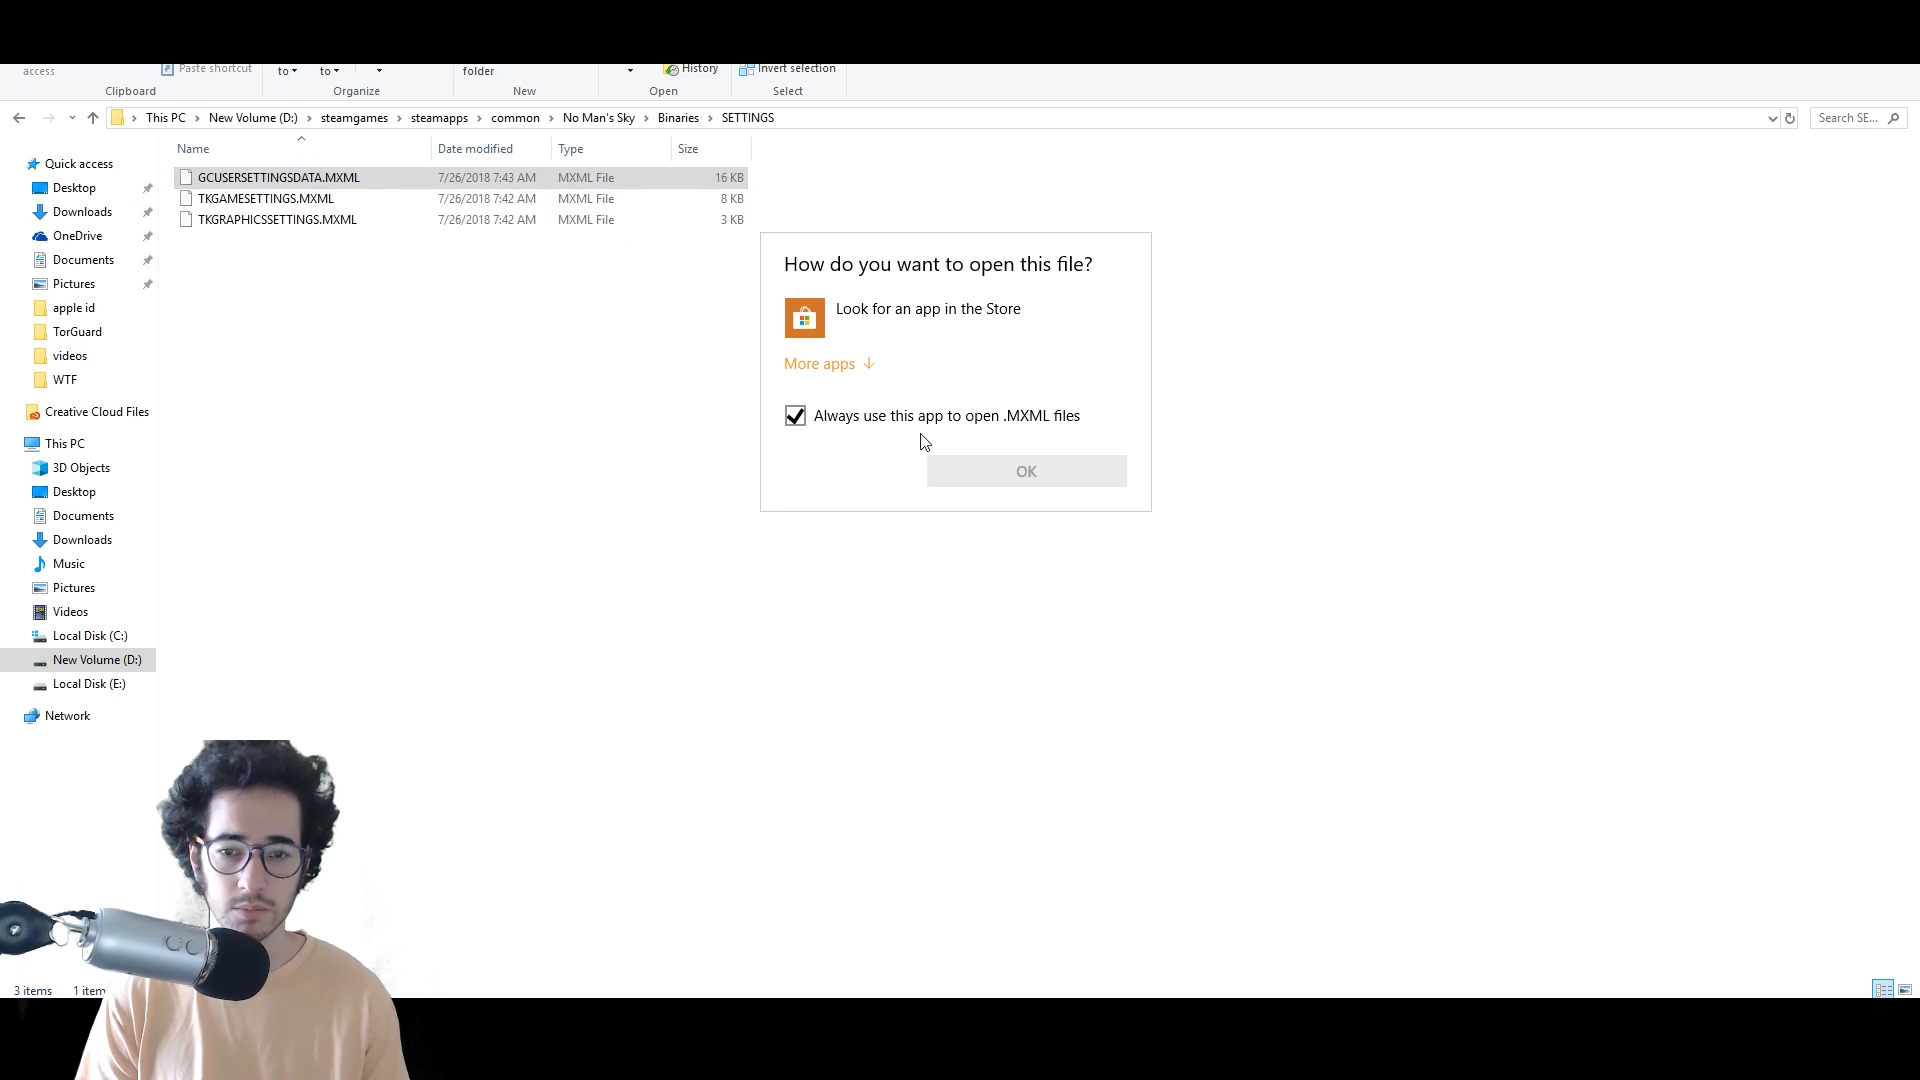 access
Paste shortcut
to
to
folder
History
Invert selection
Clipboard
Organize
New
Open
Select
This PC
New Volume (D:)
steamgames
steamapps
common
No Man's Sky
Binaries
SETTINGS
Search SE...
Name
Date modified
Type
Size
GCUSERSETTINGSDATA.MXML 7/26/2018 7:43 AM MXML File 16 KB
TKGAMESETTINGS.MXML 7/26/2018 7:42 AM MXML File 8 KB
TKGRAPHICSSETTINGS.MXML 7/26/2018 7:42 AM MXML File 3 KB
Quick access
Desktop
Downloads
OneDrive
Documents
Pictures
apple id
TorGuard
videos
WTF
Creative Cloud Files
This PC
3D Objects
Desktop
Documents
Downloads
Music
Pictures
Videos
Local Disk (C:)
New Volume (D:)
Local Disk (E:)
Network
How do you want to open this file?
Look for an app in the Store
More apps
Always use this app to open .MXML files
OK
3 items
1 item